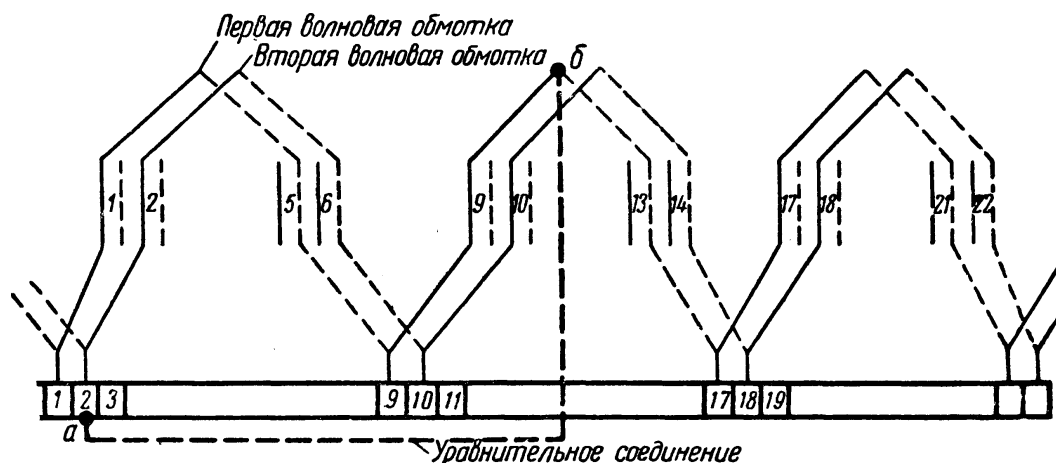 Первая волновая обмотка
Вторая волновая обмотка
б
1 2 5 6 9 10 13 14 17 18 21 22
1 2 3 9 10 11 17 18 19
а
Уравнительное соединение